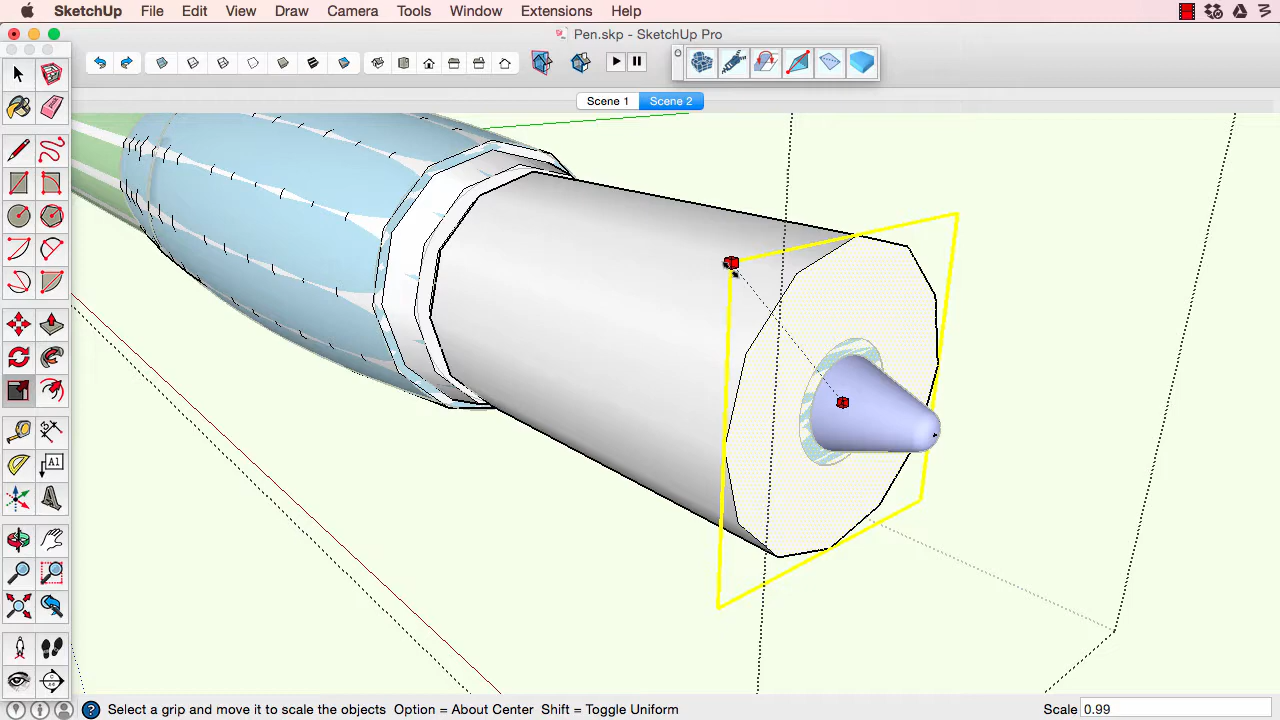 SketchUp File Edit View Draw Camera Tools Window Extensions Help
Pen.skp - SketchUp Pro
Scene 1 Scene 2
A1
Select a grip and move it to scale the objects Option = About Center Shift = Toggle Uniform Scale 0.99